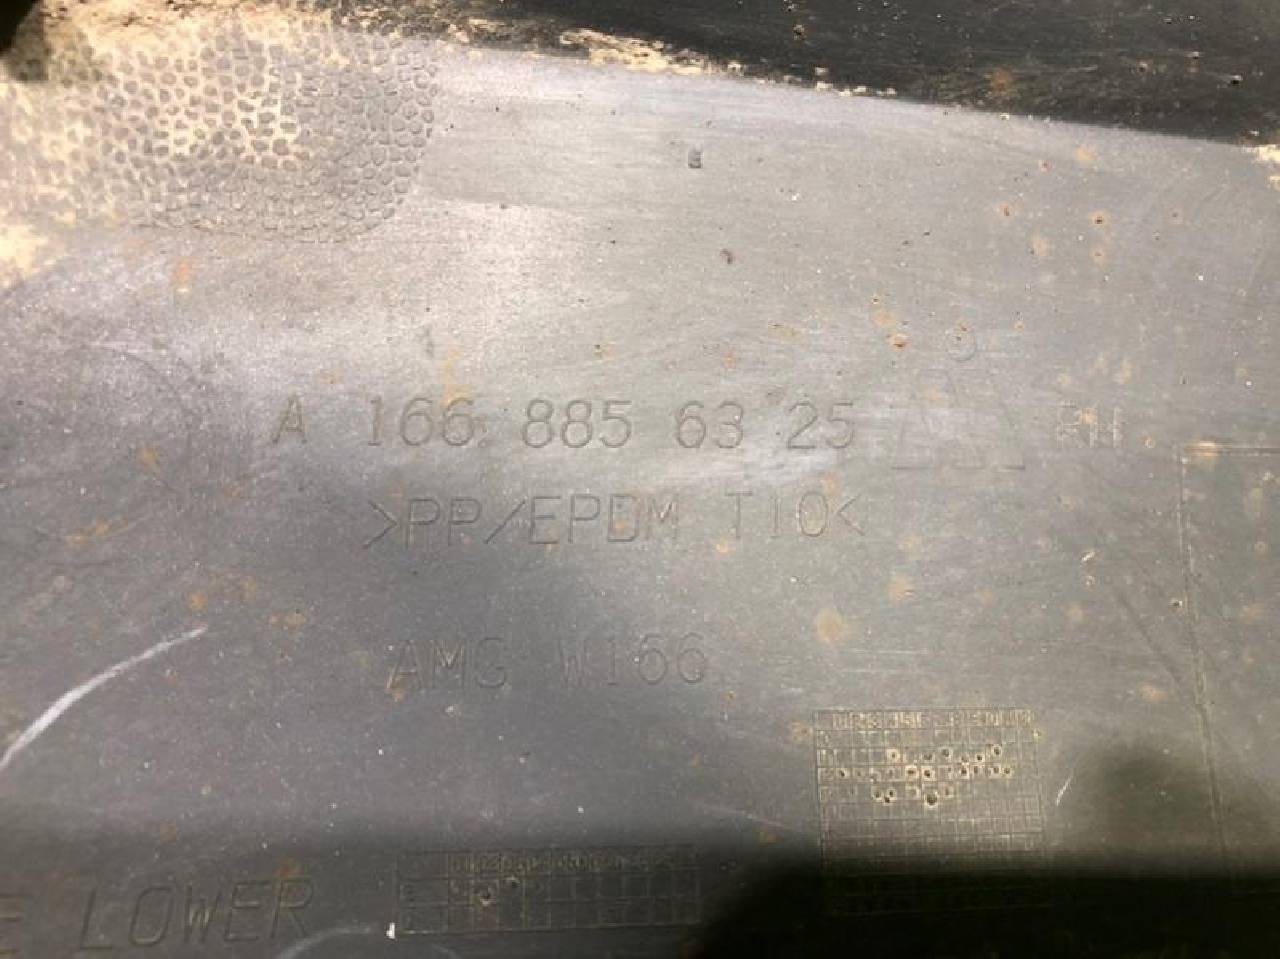 A 166 885 63 25 RH
>PP/EPDM T10<
AMG W166
LOWER